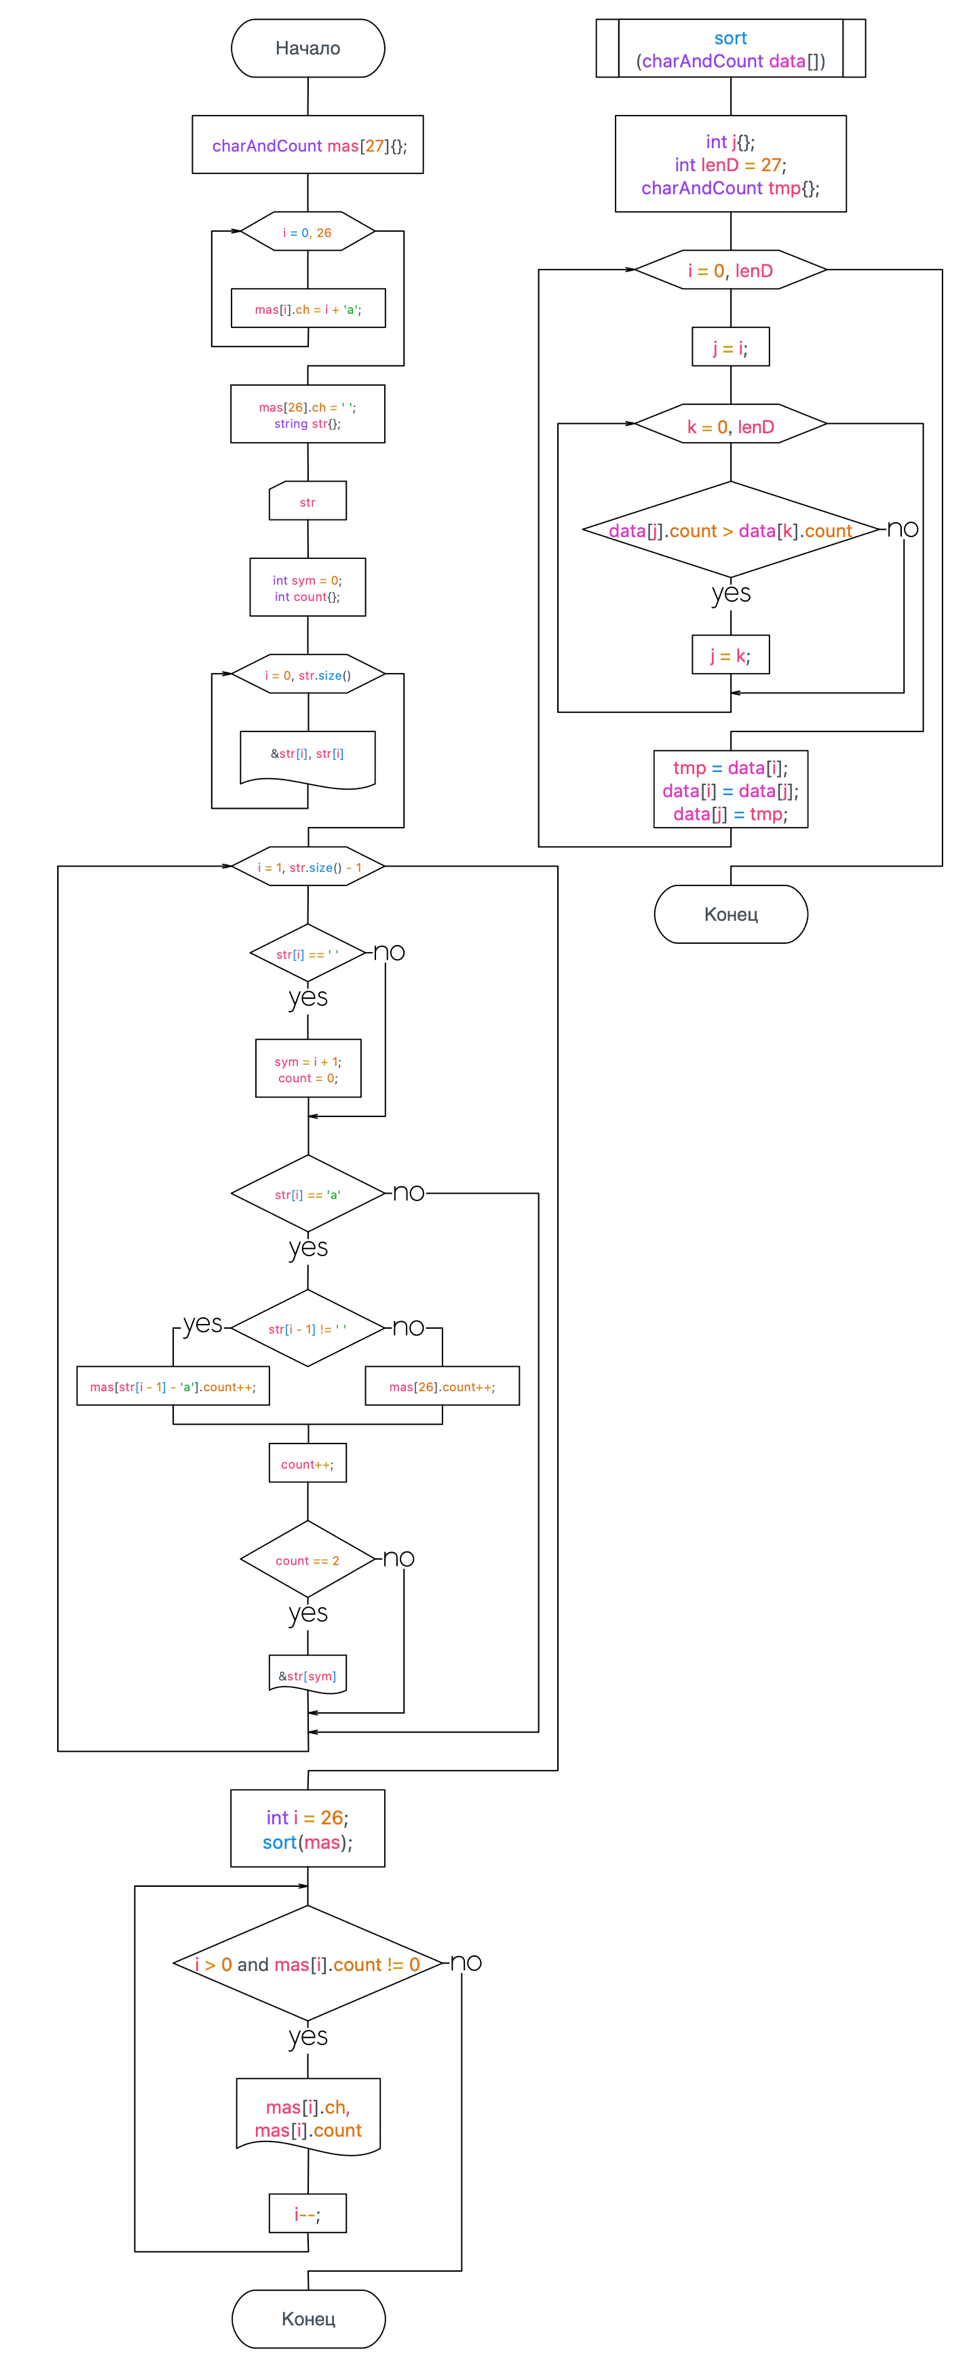 Начало
charAndCount mas[27]{};
i = 0, 26
mas[i].ch = i + 'a';
mas[26].ch = ' ';
string str{};
str
int sym = 0;
int count{};
i = 0, str.size()
&str[i], str[i]
i = 1, str.size() - 1
str[i] == ' '
no
yes
sym = i + 1;
count = 0;
str[i] == 'a'
no
yes
str[i - 1] != ' '
yes
no
mas[str[i - 1] - 'a'].count++;
mas[26].count++;
count++;
count == 2
no
yes
&str[sym]
int i = 26;
sort(mas);
i > 0 and mas[i].count != 0
no
yes
mas[i].ch,
mas[i].count
i--;
Конец
sort
(charAndCount data[])
int j{};
int lenD = 27;
charAndCount tmp{};
i = 0, lenD
j = i;
k = 0, lenD
data[j].count > data[k].count
no
yes
j = k;
tmp = data[i];
data[i] = data[j];
data[j] = tmp;
Конец